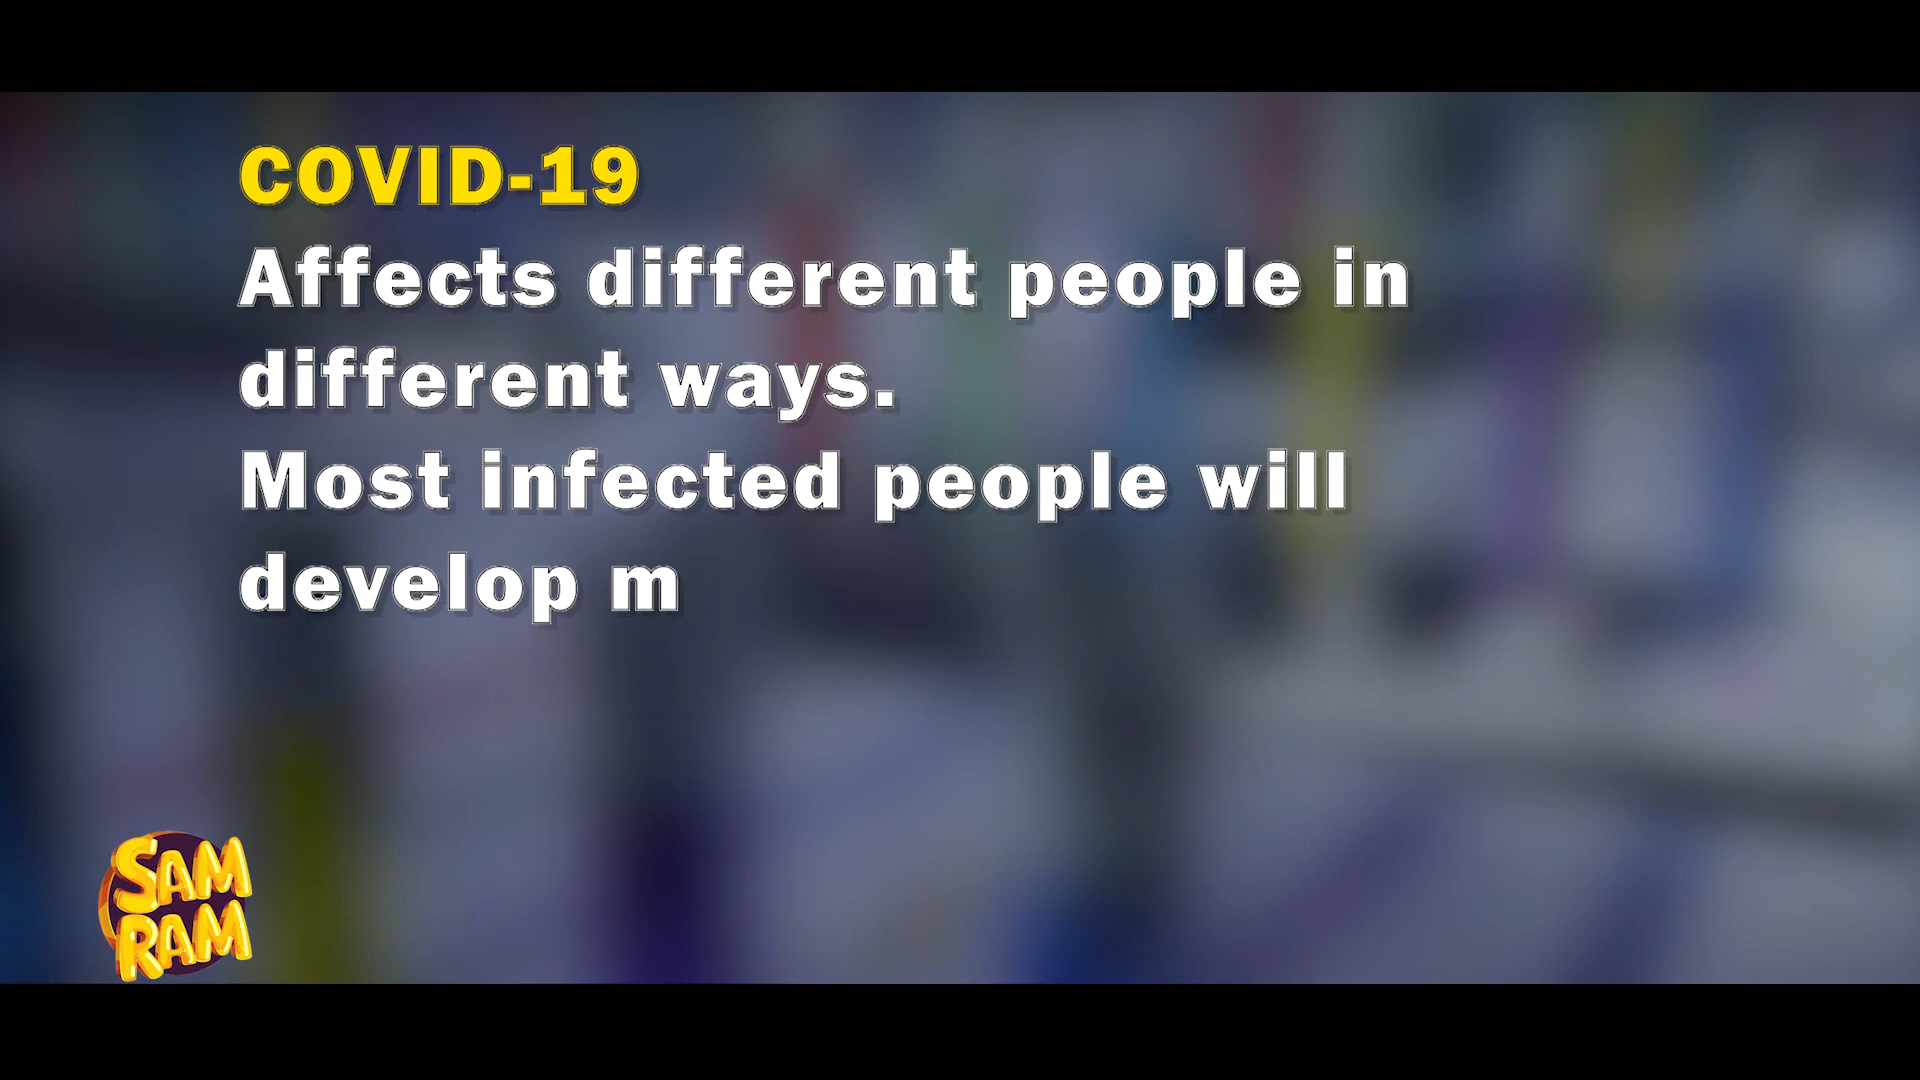 COVID-19
Affects different people in
different ways.
Most infected people will
develop m
SAM
RAM